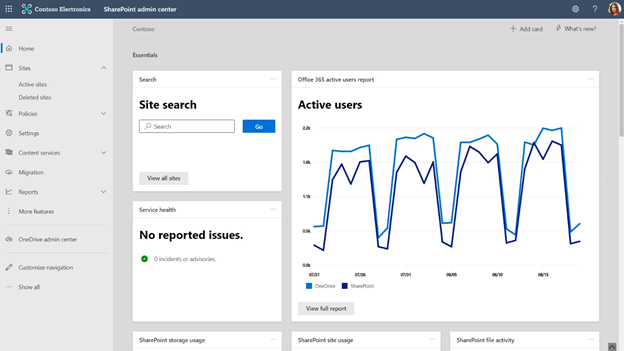 Contoso Electronics SharePoint admin center ?
Contoso Add card What's new?
Home
Sites
Active sites
Deleted sites
Policies
Settings
Content services
Migration
Reports
More features
OneDrive admin center
Customize navigation
Show all
Essentials
Search
Site search
Search Go
View all sites
Service health
No reported issues.
0 incidents or advisories.
Office 365 active users report
Active users
2.2k
1.6k
1.1k
0.5k
0.0k
07/21 07/26 07/01 08/05 08/10 08/15
OneDrive SharePoint
View full report
SharePoint storage usage
SharePoint site usage
SharePoint file activity